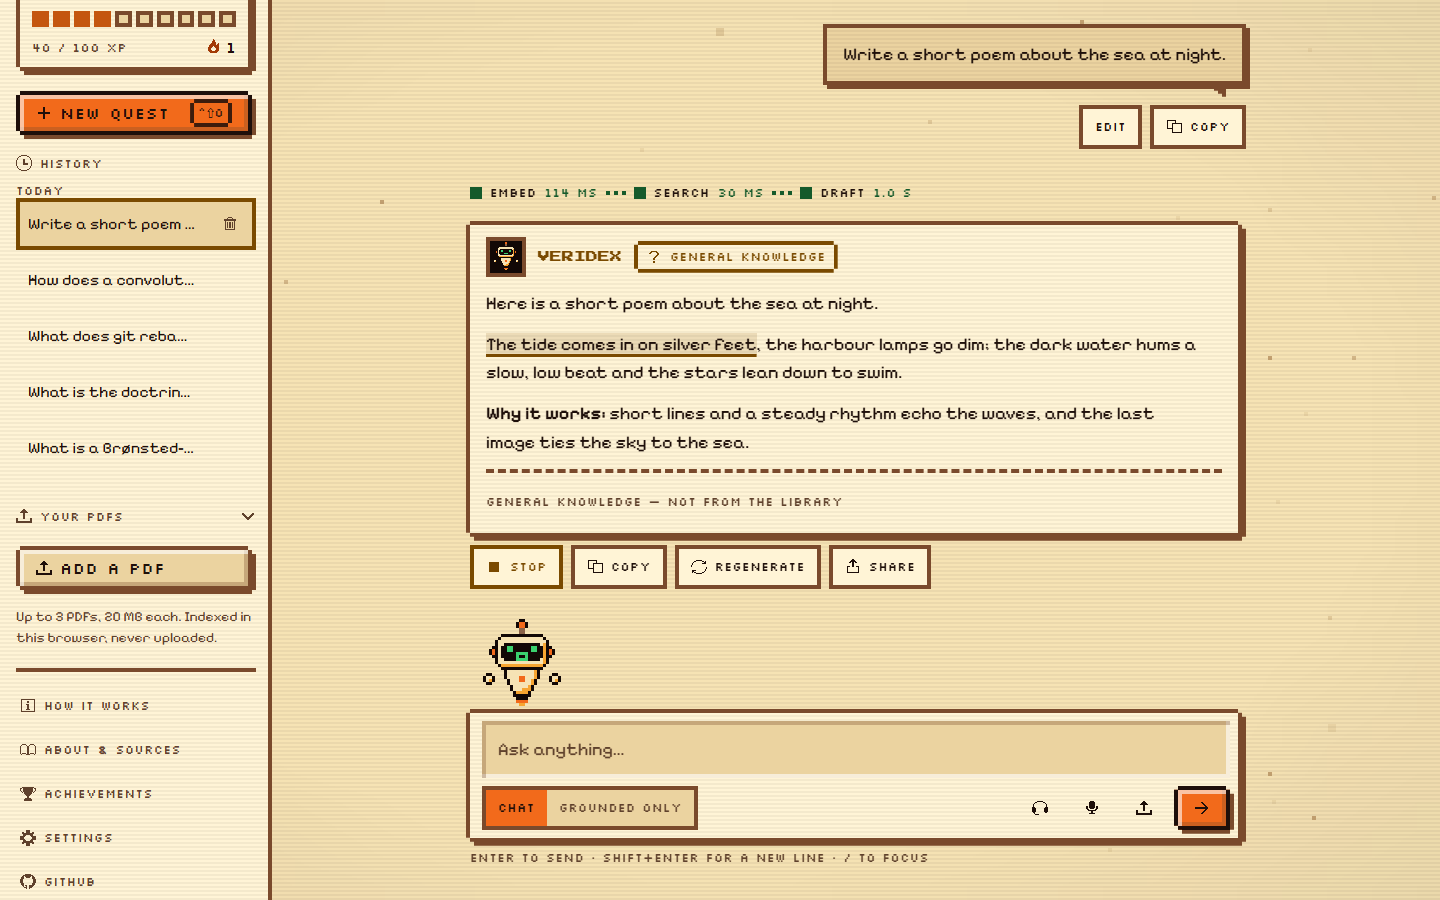 40 / 100 XP
1
NEW QUEST
^⇧O
HISTORY
TODAY
Write a short poem ...
How does a convolut...
What does git reba...
What is the doctrin...
What is a Brønsted-...
YOUR PDFS
ADD A PDF
Up to 3 PDFs, 20 MB each. Indexed in
this browser, never uploaded.
HOW IT WORKS
ABOUT & SOURCES
ACHIEVEMENTS
SETTINGS
GITHUB
Write a short poem about the sea at night.
EDIT
COPY
EMBED 114 MS SEARCH 30 MS DRAFT 1.0 S
VERIDEX
? GENERAL KNOWLEDGE
Here is a short poem about the sea at night.
The tide comes in on silver feet, the harbour lamps go dim; the dark water hums a
slow, low beat and the stars lean down to swim.
Why it works: short lines and a steady rhythm echo the waves, and the last
image ties the sky to the sea.
GENERAL KNOWLEDGE — NOT FROM THE LIBRARY
STOP
COPY
REGENERATE
SHARE
Ask anything...
CHAT
GROUNDED ONLY
ENTER TO SEND · SHIFT+ENTER FOR A NEW LINE · / TO FOCUS